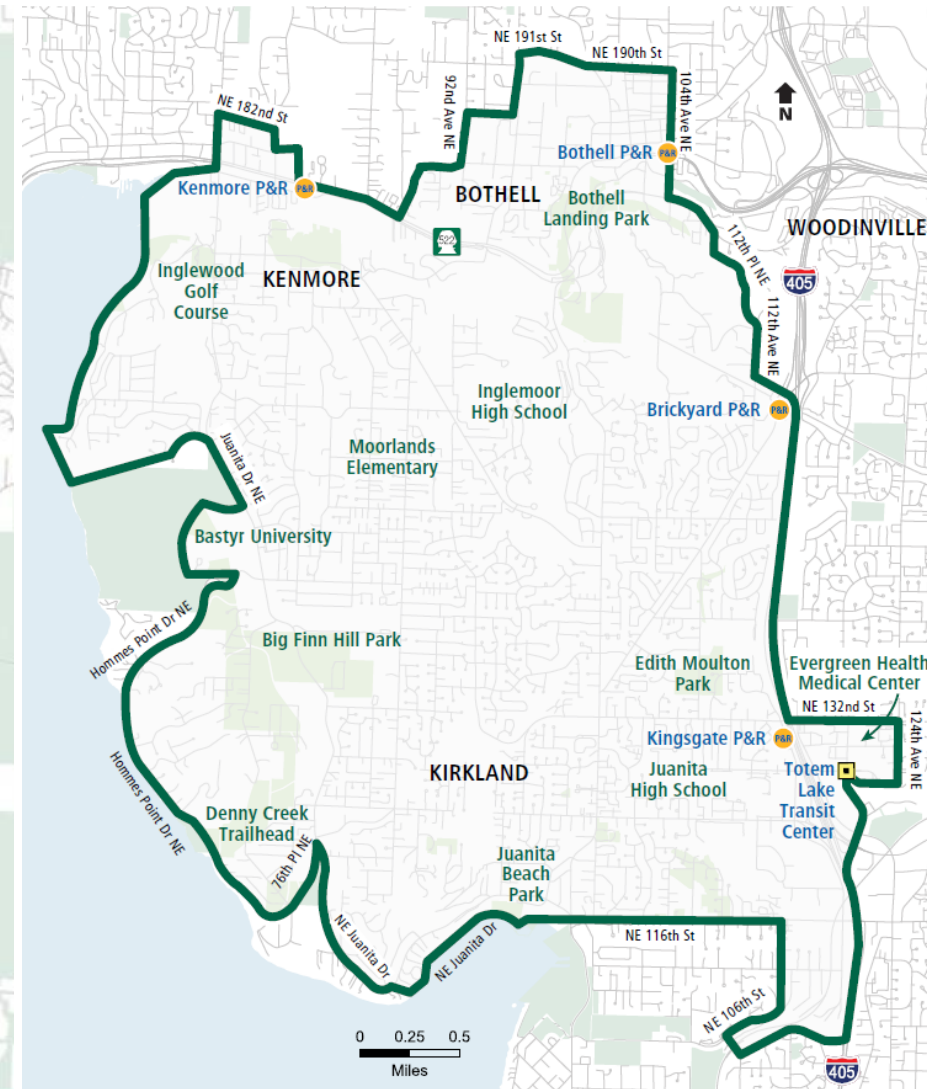 NE 191st St
NE 190th St
92nd Ave NE
104th Ave NE
N
NE 182nd St
Bothell P&R
P&R
Kenmore P&R
P&R
BOTHELL
Bothell
Landing Park
522
WOODINVILLE
112th Pl NE
405
Inglewood
Golf
Course
KENMORE
112th Ave NE
Inglemoor
High School
Brickyard P&R
P&R
Juanita Dr NE
Moorlands
Elementary
Bastyr University
Hommes Point Dr NE
Big Finn Hill Park
Edith Moulton
Park
Evergreen Health
Medical Center
NE 132nd St
124th Ave NE
Kingsgate P&R
P&R
KIRKLAND
Juanita
High School
Totem
Lake
Transit
Center
Hommes Point Dr NE
Denny Creek
Trailhead
76th Pl NE
Juanita
Beach
Park
NE Juanita Dr
NE Juanita Dr
NE 116th St
NE 106th St
0 0.25 0.5
Miles
405